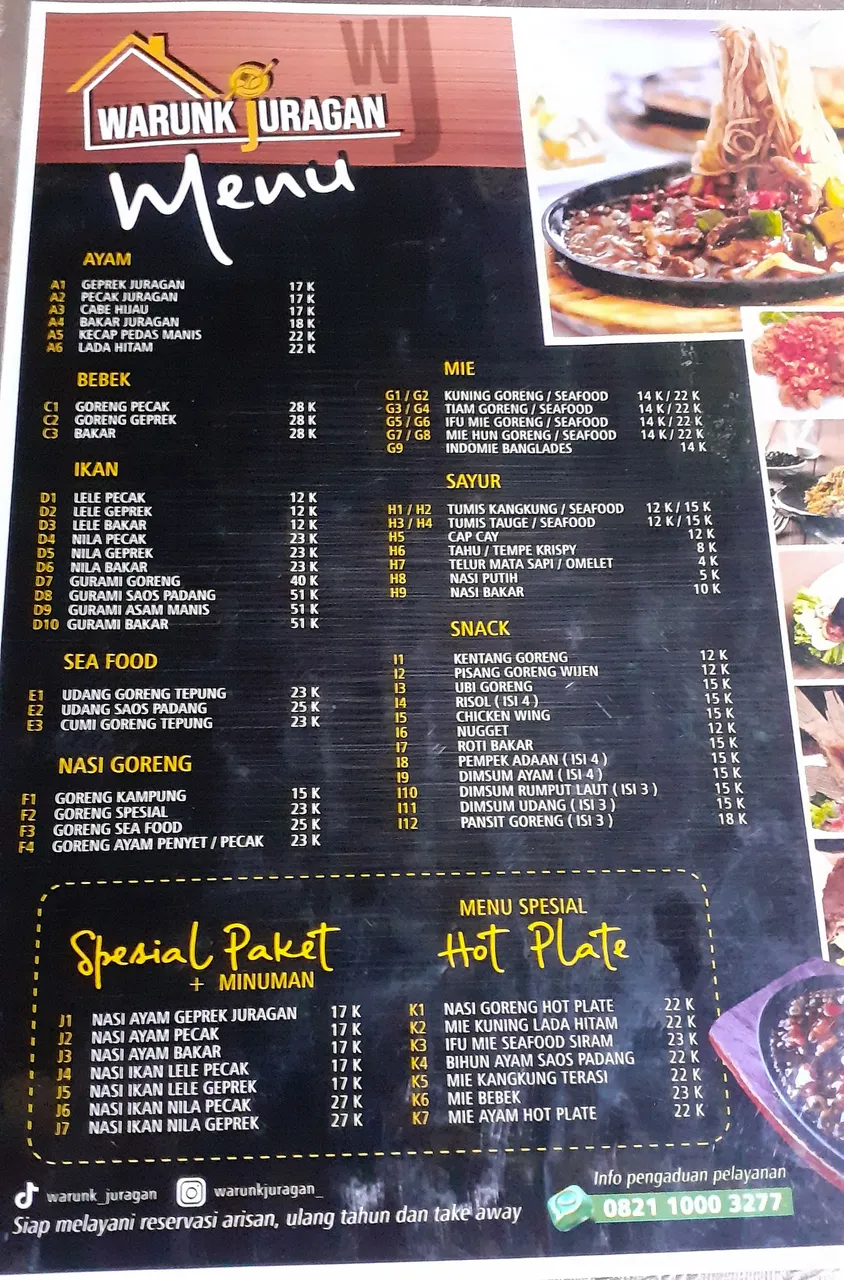 WJ
WARUNK JURAGAN
Menu
AYAM
A1 GEPREK JURAGAN 17 K
A2 PECAK JURAGAN 17 K
A3 CABE HIJAU 17 K
A4 BAKAR JURAGAN 18 K
A5 KECAP PEDAS MANIS 22 K
A6 LADA HITAM 22 K
BEBEK
C1 GORENG PECAK 28 K
C2 GORENG GEPREK 28 K
C3 BAKAR 28 K
IKAN
D1 LELE PECAK 12 K
D2 LELE GEPREK 12 K
D3 LELE BAKAR 12 K
D4 NILA PECAK 23 K
D5 NILA GEPREK 23 K
D6 NILA BAKAR 23 K
D7 GURAMI GORENG 40 K
D8 GURAMI SAOS PADANG 51 K
D9 GURAMI ASAM MANIS 51 K
D10 GURAMI BAKAR 51 K
SEA FOOD
E1 UDANG GORENG TEPUNG 23 K
E2 UDANG SAOS PADANG 25 K
E3 CUMI GORENG TEPUNG 23 K
NASI GORENG
F1 GORENG KAMPUNG 15 K
F2 GORENG SPESIAL 23 K
F3 GORENG SEA FOOD 25 K
F4 GORENG AYAM PENYET / PECAK 23 K
MIE
G1 / G2 KUNING GORENG / SEAFOOD 14 K / 22 K
G3 / G4 TIAM GORENG / SEAFOOD 14 K / 22 K
G5 / G6 IFU MIE GORENG / SEAFOOD 14 K / 22 K
G7 / G8 MIE HUN GORENG / SEAFOOD 14 K / 22 K
G9 INDOMIE BANGLADES 14 K
SAYUR
H1 / H2 TUMIS KANGKUNG / SEAFOOD 12 K / 15 K
H3 / H4 TUMIS TAUGE / SEAFOOD 12 K / 15 K
H5 CAP CAY 12 K
H6 TAHU / TEMPE KRISPY 8 K
H7 TELUR MATA SAPI / OMELET 4 K
H8 NASI PUTIH 5 K
H9 NASI BAKAR 10 K
SNACK
I1 KENTANG GORENG 12 K
I2 PISANG GORENG WIJEN 12 K
I3 UBI GORENG 15 K
I4 RISOL ( ISI 4 ) 15 K
I5 CHICKEN WING 15 K
I6 NUGGET 12 K
I7 ROTI BAKAR 15 K
I8 PEMPEK ADAAN ( ISI 4 ) 15 K
I9 DIMSUM AYAM ( ISI 4 ) 15 K
I10 DIMSUM RUMPUT LAUT ( ISI 3 ) 15 K
I11 DIMSUM UDANG ( ISI 3 ) 15 K
I12 PANSIT GORENG ( ISI 3 ) 18 K
Spesial Paket
+ MINUMAN
J1 NASI AYAM GEPREK JURAGAN 17 K
J2 NASI AYAM PECAK 17 K
J3 NASI AYAM BAKAR 17 K
J4 NASI IKAN LELE PECAK 17 K
J5 NASI IKAN LELE GEPREK 17 K
J6 NASI IKAN NILA PECAK 27 K
J7 NASI IKAN NILA GEPREK 27 K
MENU SPESIAL
Hot Plate
K1 NASI GORENG HOT PLATE 22 K
K2 MIE KUNING LADA HITAM 22 K
K3 IFU MIE SEAFOOD SIRAM 23 K
K4 BIHUN AYAM SAOS PADANG 22 K
K5 MIE KANGKUNG TERASI 22 K
K6 MIE BEBEK 23 K
K7 MIE AYAM HOT PLATE 22 K
warunk_juragan warunkjuragan_
Siap melayani reservasi arisan, ulang tahun dan take away
Info pengaduan pelayanan
0821 1000 3277